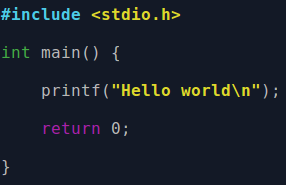 #include <stdio.h>
int main() {
    printf("Hello world\n");
    return 0;
}